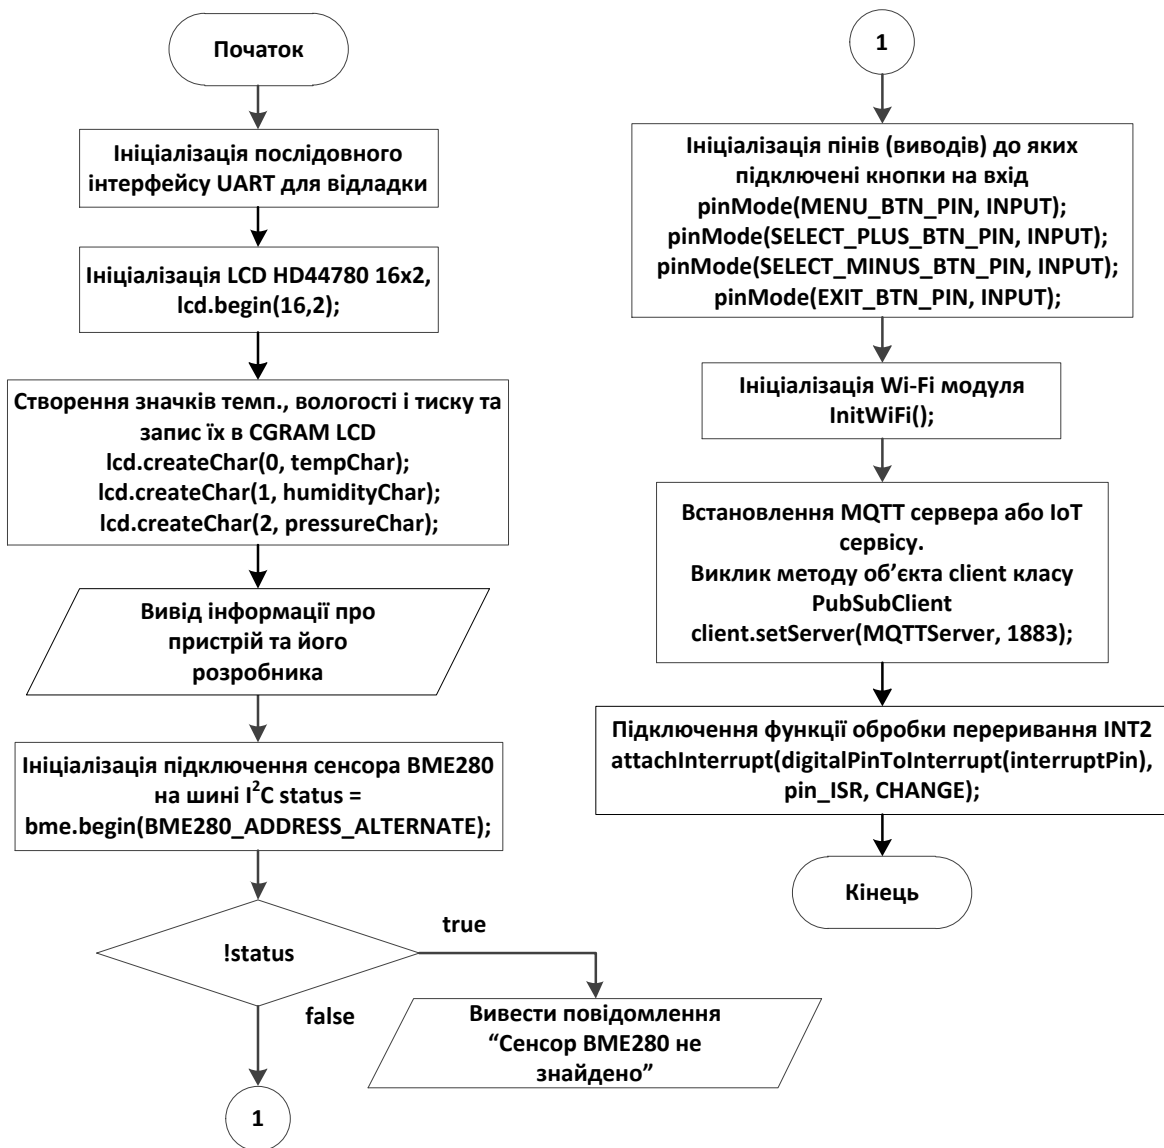 Початок
Ініціалізація послідовного
інтерфейсу UART для відладки
Ініціалізація LCD HD44780 16x2,
lcd.begin(16,2);
Створення значків темп., вологості і тиску та
запис їх в CGRAM LCD
lcd.createChar(0, tempChar);
lcd.createChar(1, humidityChar);
lcd.createChar(2, pressureChar);
Вивід інформації про
пристрій та його
розробника
Ініціалізація підключення сенсора BME280
на шині I²C status =
bme.begin(BME280_ADDRESS_ALTERNATE);
!status
true
false
Вивести повідомлення
“Сенсор BME280 не
знайдено”
1
1
Ініціалізація пінів (виводів) до яких
підключені кнопки на вхід
pinMode(MENU_BTN_PIN, INPUT);
pinMode(SELECT_PLUS_BTN_PIN, INPUT);
pinMode(SELECT_MINUS_BTN_PIN, INPUT);
pinMode(EXIT_BTN_PIN, INPUT);
Ініціалізація Wi-Fi модуля
InitWiFi();
Встановлення MQTT сервера або IoT
сервісу.
Виклик методу об’єкта client класу
PubSubClient
client.setServer(MQTTServer, 1883);
Підключення функції обробки переривання INT2
attachInterrupt(digitalPinToInterrupt(interruptPin),
pin_ISR, CHANGE);
Кінець